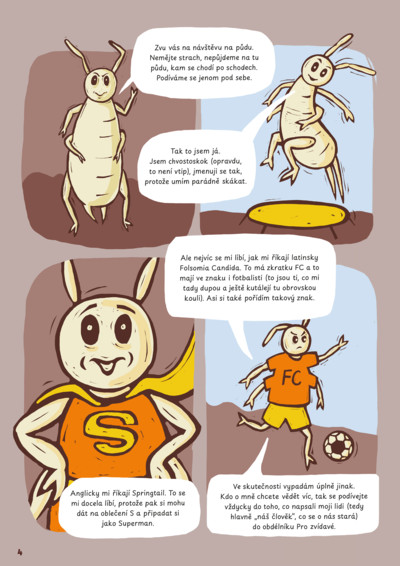 Zvu vás na návštěvu na půdu.
Nemějte strach, nepůjdeme na tu
půdu, kam se chodí po schodech.
Podíváme se jenom pod sebe.
Tak to jsem já.
Jsem chvostoskok (opravdu,
to není vtip), jmenuji se tak,
protože umím parádně skákat.
Ale nejvíc se mi líbí, jak mi říkají latinsky
Folsomia Candida. To má zkratku FC a to
mají ve znaku i fotbalisti (to jsou ti, co mi
tady dupou a ještě kutálejí tu obrovskou
kouli). Asi si také pořídím takový znak.
FC
S
Anglicky mi říkají Springtail. To se
mi docela líbí, protože pak si mohu
dát na oblečení S a připadat si
jako Superman.
Ve skutečnosti vypadám úplně jinak.
Kdo o mně chcete vědět víc, tak se podívejte
vždycky do toho, co napsali moji lidi (tedy
hlavně „náš člověk“, co se o nás stará)
do obdélníku Pro zvídavé.
4